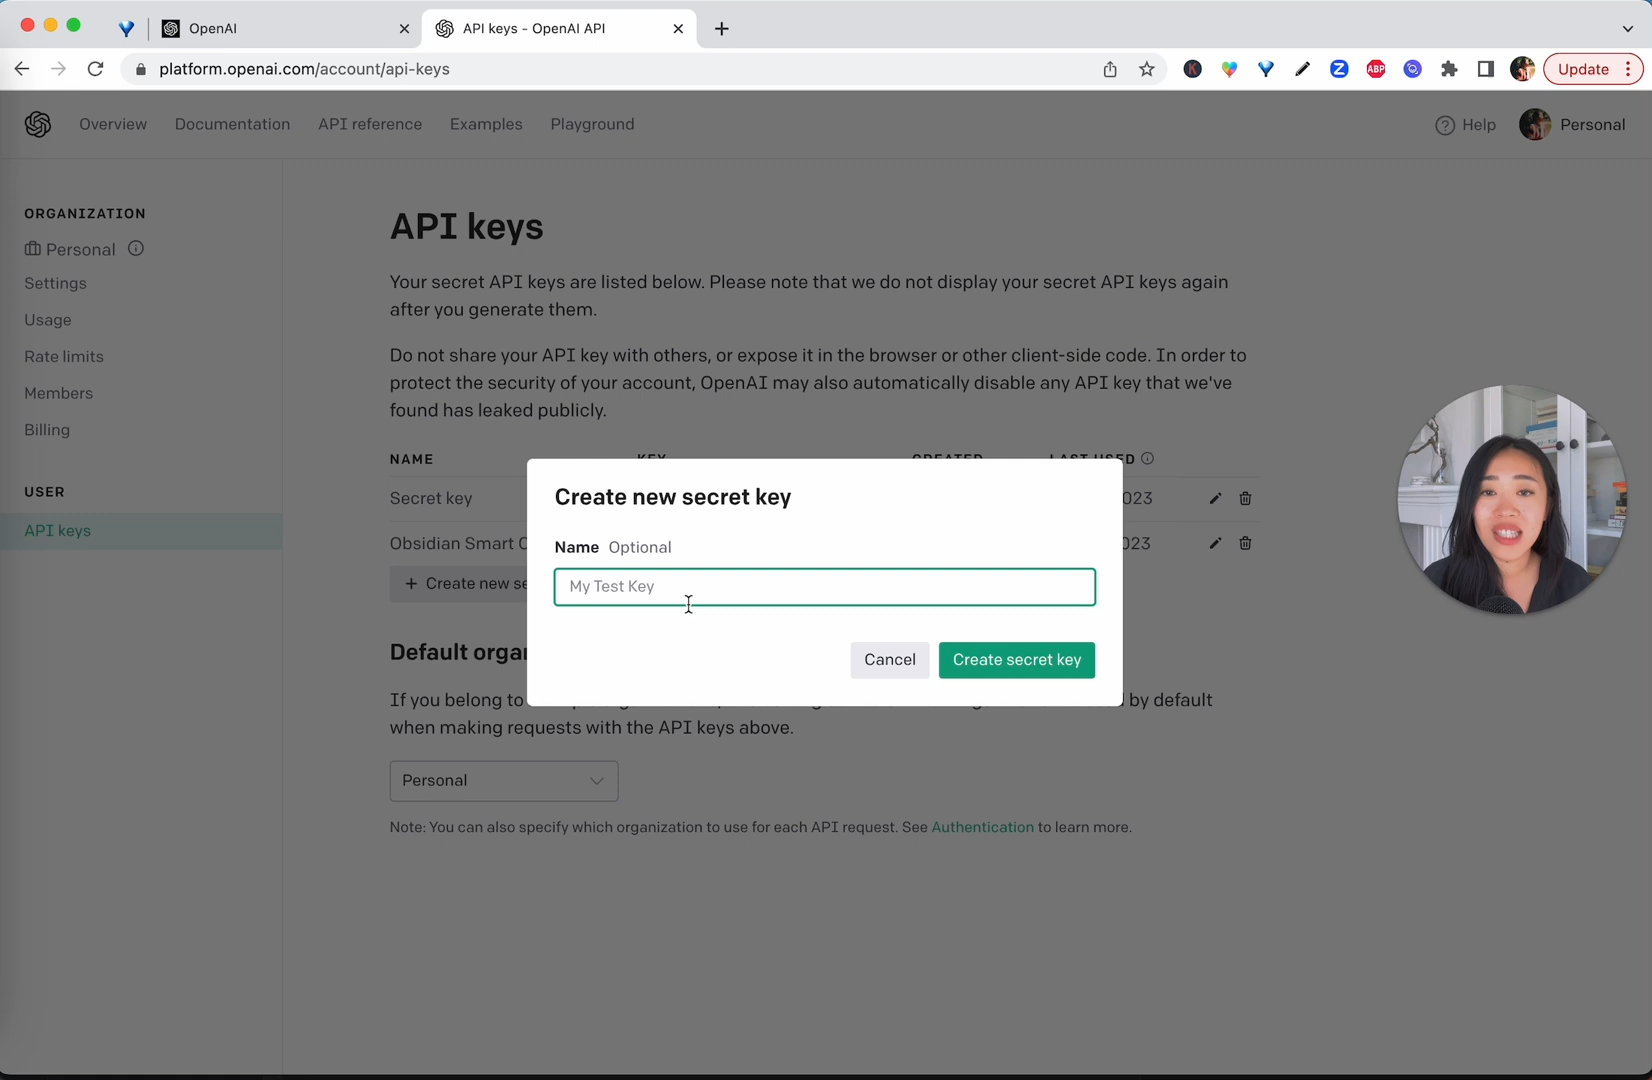 OpenAI
API keys - OpenAI API
platform.openai.com/account/api-keys
ABP
Update
Overview
Documentation
API reference
Examples
Playground
Help
Personal
ORGANIZATION
Personal
Settings
Usage
Rate limits
Members
Billing
USER
API keys
API keys
Your secret API keys are listed below. Please note that we do not display your secret API keys again
after you generate them.
Do not share your API key with others, or expose it in the browser or other client-side code. In order to
protect the security of your account, OpenAI may also automatically disable any API key that we've
found has leaked publicly.
NAME KEY CREATED LAST USED
Secret key 023
Obsidian Smart C 023
+ Create new se
Create new secret key
Name Optional
My Test Key
Cancel
Create secret key
Default orga
If you belong to by default
when making requests with the API keys above.
Personal
Note: You can also specify which organization to use for each API request. See Authentication to learn more.